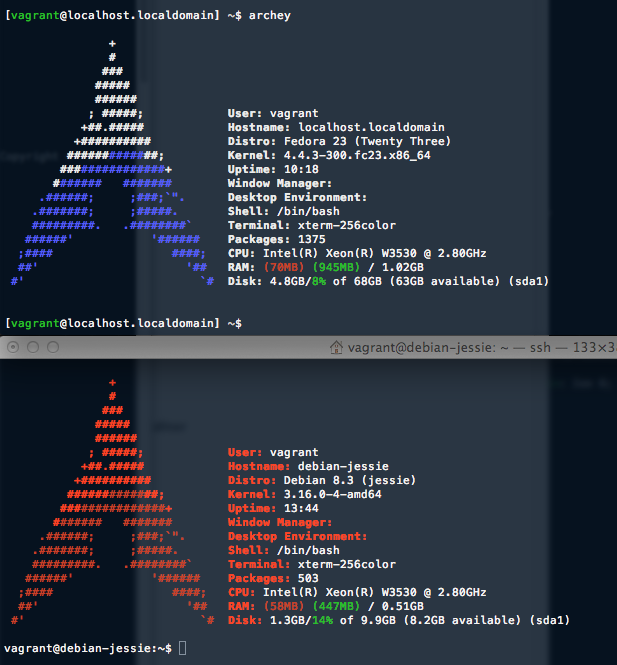 [vagrant@localhost.localdomain] ~$ archey
+
#
###
#####
######
; #####;
+##.#####
+##########
#############;
###############+
#######   #######
.######;     ;###;`".
.#######;     ;#####.
#########.   .########`
######'           '######
;####                 ####;
##'                     '##
#'                         `#
User: vagrant
Hostname: localhost.localdomain
Distro: Fedora 23 (Twenty Three)
Kernel: 4.4.3-300.fc23.x86_64
Uptime: 10:18
Window Manager:
Desktop Environment:
Shell: /bin/bash
Terminal: xterm-256color
Packages: 1375
CPU: Intel(R) Xeon(R) W3530 @ 2.80GHz
RAM: (70MB) (945MB) / 1.02GB
Disk: 4.8GB/8% of 68GB (63GB available) (sda1)
[vagrant@localhost.localdomain] ~$
vagrant@debian-jessie: ~ — ssh — 133×3
+
#
###
#####
######
; #####;
+##.#####
+##########
#############;
###############+
#######   #######
.######;     ;###;`".
.#######;     ;#####.
#########.   .########`
######'           '######
;####                 ####;
##'                     '##
#'                         `#
User: vagrant
Hostname: debian-jessie
Distro: Debian 8.3 (jessie)
Kernel: 3.16.0-4-amd64
Uptime: 13:44
Window Manager:
Desktop Environment:
Shell: /bin/bash
Terminal: xterm-256color
Packages: 503
CPU: Intel(R) Xeon(R) W3530 @ 2.80GHz
RAM: (58MB) (447MB) / 0.51GB
Disk: 1.3GB/14% of 9.9GB (8.2GB available) (sda1)
vagrant@debian-jessie:~$